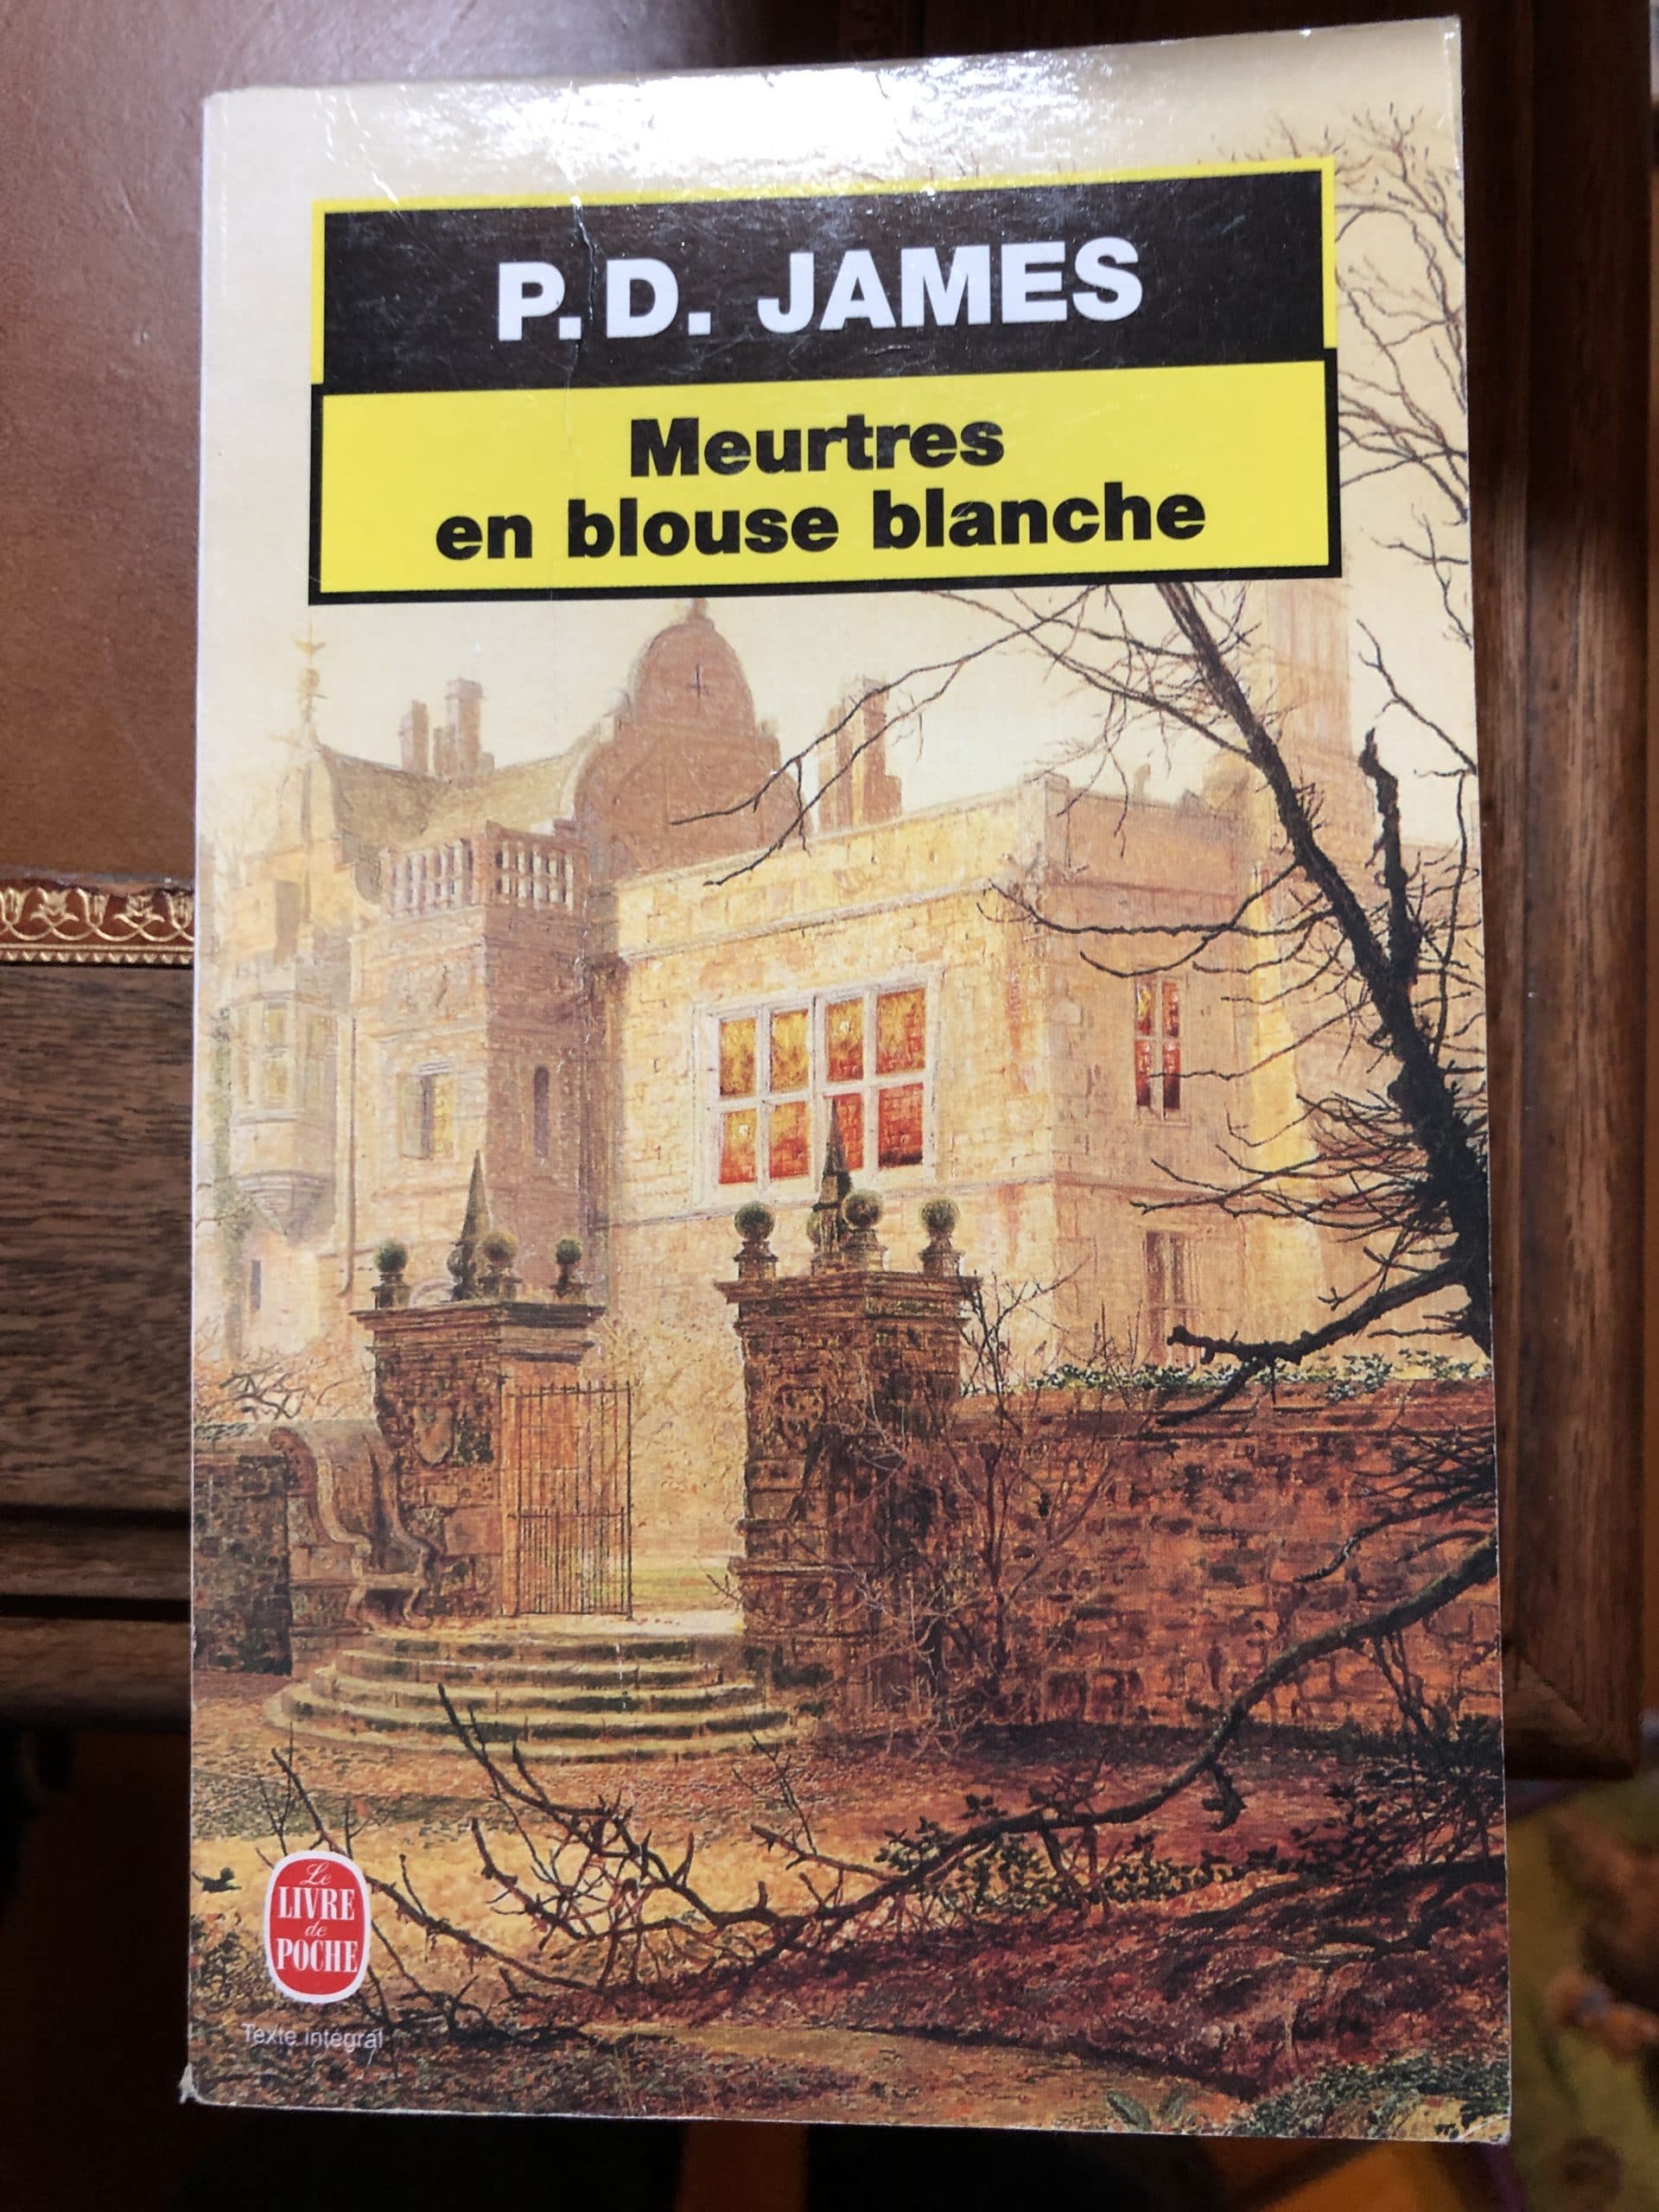 P.D. JAMES
Meurtres
en blouse blanche
Le
LIVRE
de
POCHE
Texte intégral